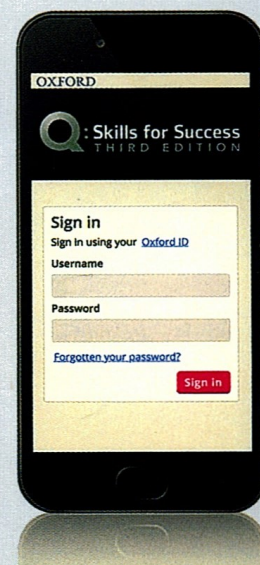 OXFORD
Q: Skills for Success
THIRD EDITION
Sign in
Sign in using your Oxford ID
Username
Password
Forgotten your password?
Sign in